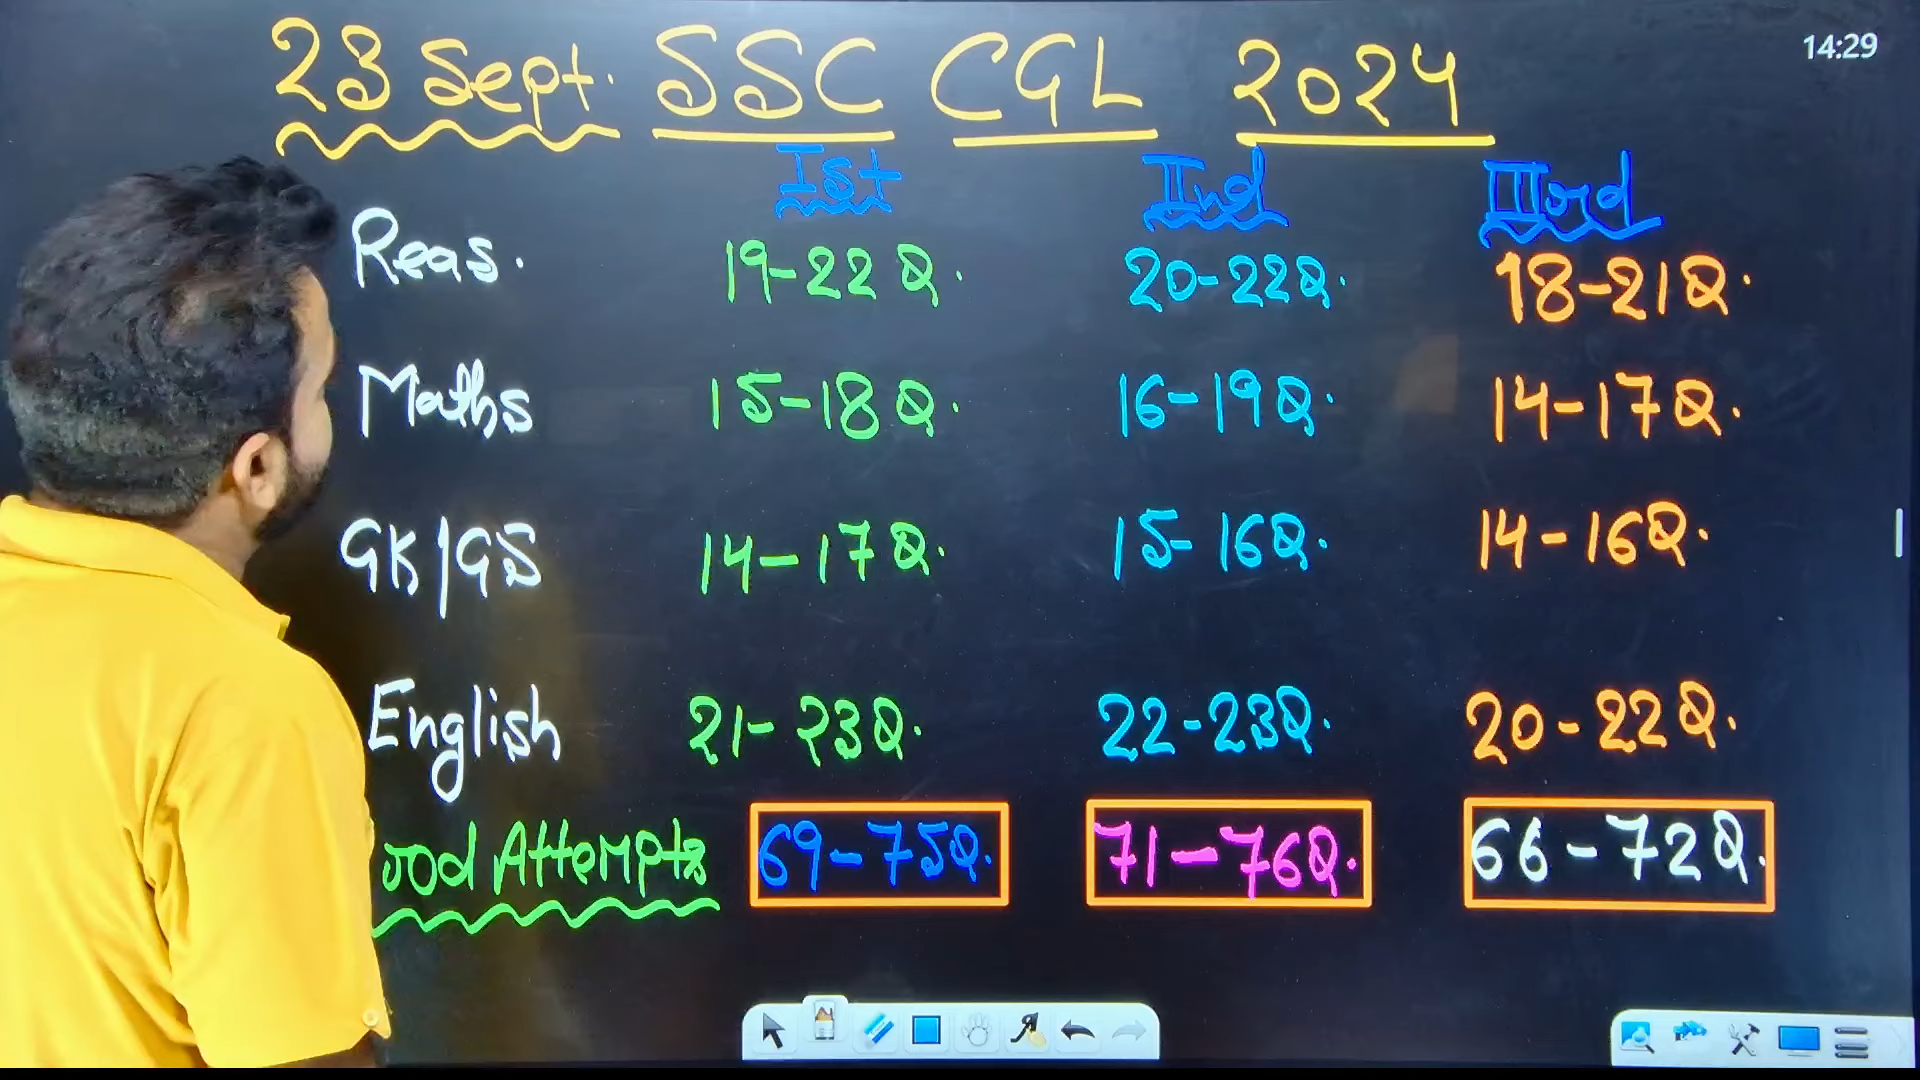 14:29
23 Sept. SSC CGL 2024
Ist IInd IIIrd
Reas. 19-22Q. 20-22Q. 18-21Q.
Maths 15-18Q. 16-19Q. 14-17Q.
GK/GS 14-17Q. 15-16Q. 14-16Q.
English 21-23Q. 22-23Q. 20-22Q.
ood Attempts 69-75Q. 71-76Q. 66-72Q.